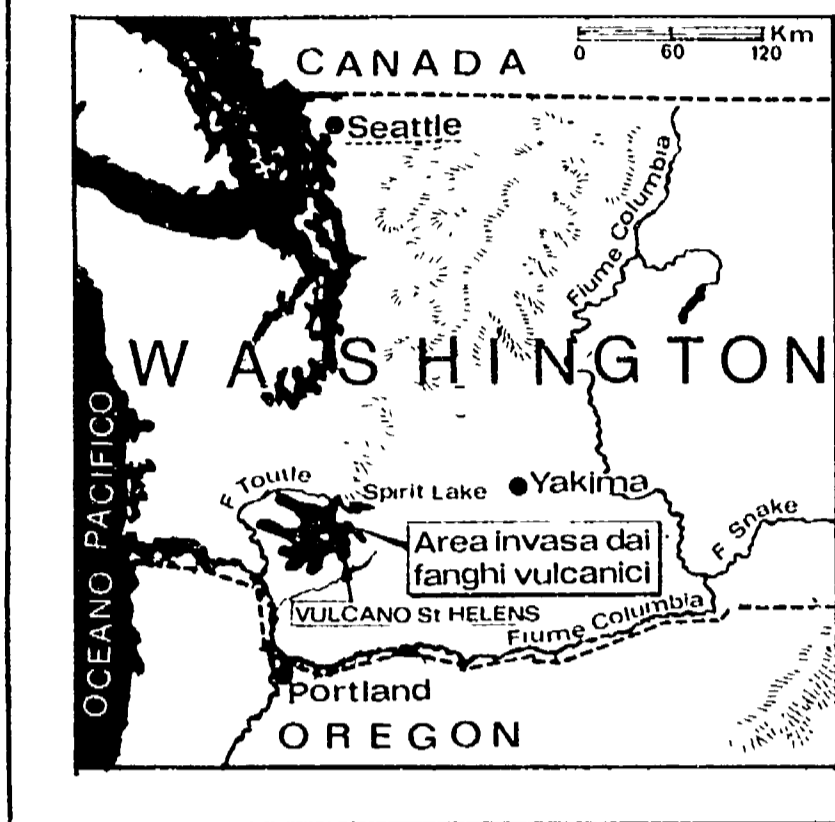 CANADA
Km
0 60 120
Seattle
Fiume Columbia
WASHINGTON
OCEANO PACIFICO
F Toutle
Spirit Lake
Yakima
F Snake
Area invasa dai
fanghi vulcanici
VULCANO St HELENS
Fiume Columbia
Portland
OREGON